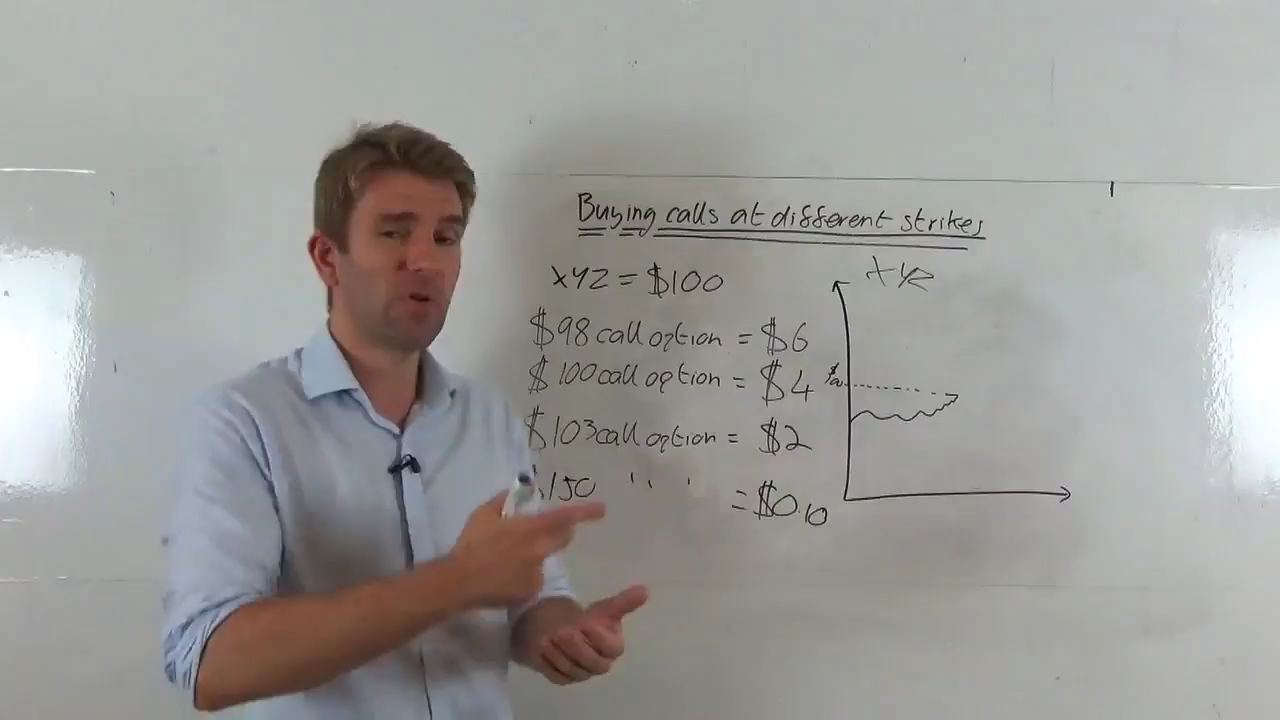 Buying calls at different strikes
XYZ = $100
$98 call option = $6
$100 call option = $4
$103 call option = $2
$150 " " = $0.10
XYZ